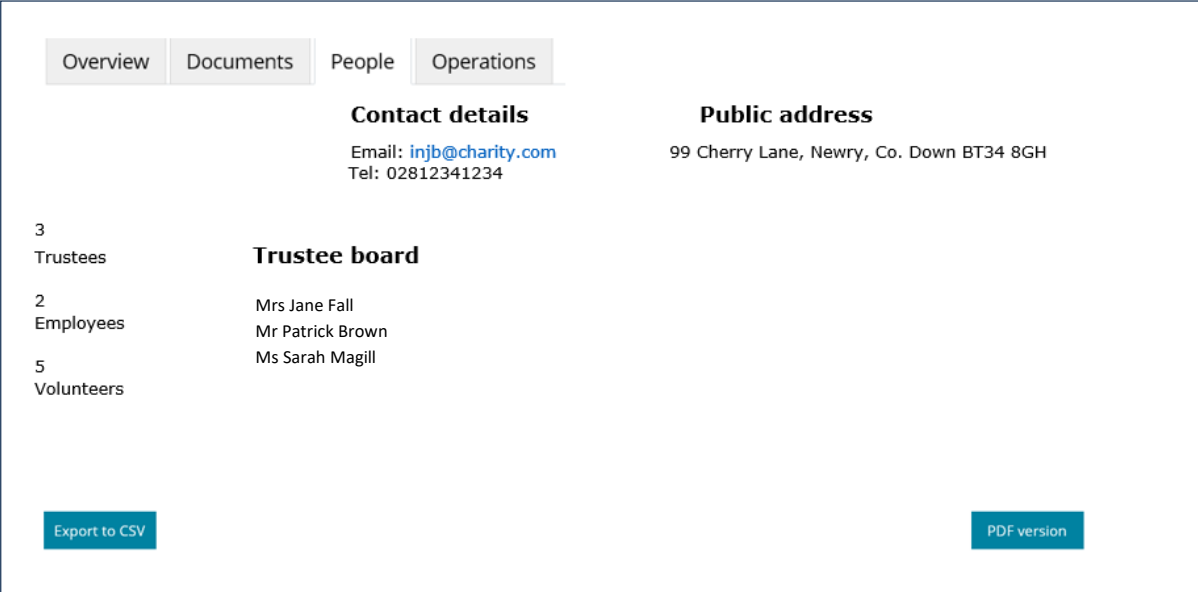 Overview Documents People Operations
Contact details
Public address
Email: injb@charity.com
Tel: 02812341234
99 Cherry Lane, Newry, Co. Down BT34 8GH
3
Trustees
2
Employees
5
Volunteers
Trustee board
Mrs Jane Fall
Mr Patrick Brown
Ms Sarah Magill
Export to CSV
PDF version